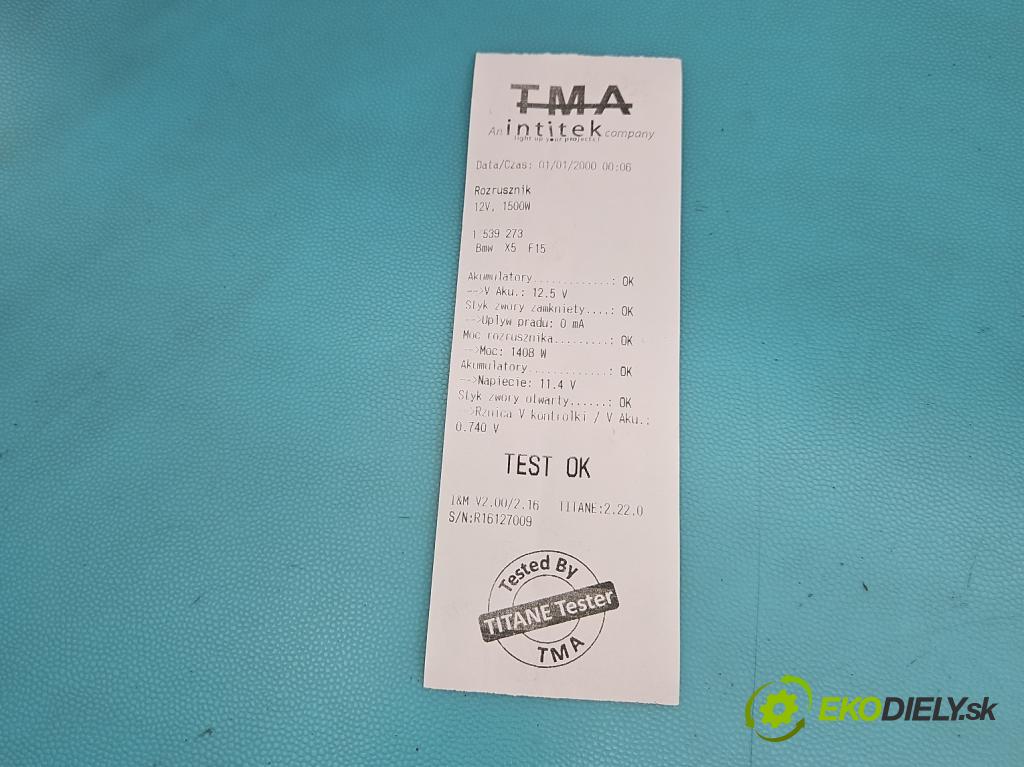 TMA
An intitek company
light up your projects!
Data/Czas: 01/01/2000 00:06
Rozrusznik
12V, 1500W
1 539 273
Bmw X5 F15
Akumulatory.............: OK
-->V Aku.: 12.5 V
Styk zwory zamkniety....: OK
-->Uplyw pradu: 0 mA
Moc rozrusznika.........: OK
-->Moc: 1408 W
Akumulatory.............: OK
-->Napiecie: 11.4 V
Styk zwory otwarty......: OK
-->Rznica V kontrolki / V Aku.:
0.740 V
TEST OK
I&M V2.00/2.16 TITANE:2.22.0
S/N:R16127009
Tested By
TITANE Tester
TMA
EKODIELY.sk